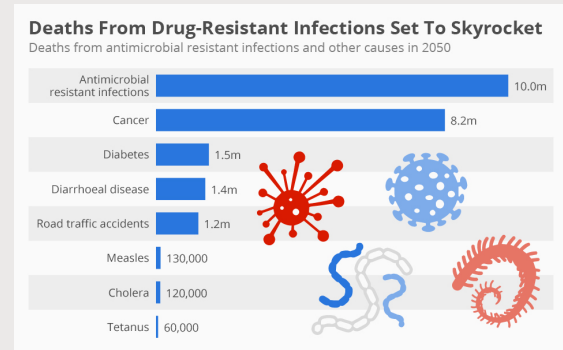 Deaths From Drug-Resistant Infections Set To Skyrocket
Deaths from antimicrobial resistant infections and other causes in 2050
Antimicrobial
resistant infections
10.0m
Cancer
8.2m
Diabetes
1.5m
Diarrhoeal disease
1.4m
Road traffic accidents
1.2m
Measles
130,000
Cholera
120,000
Tetanus
60,000